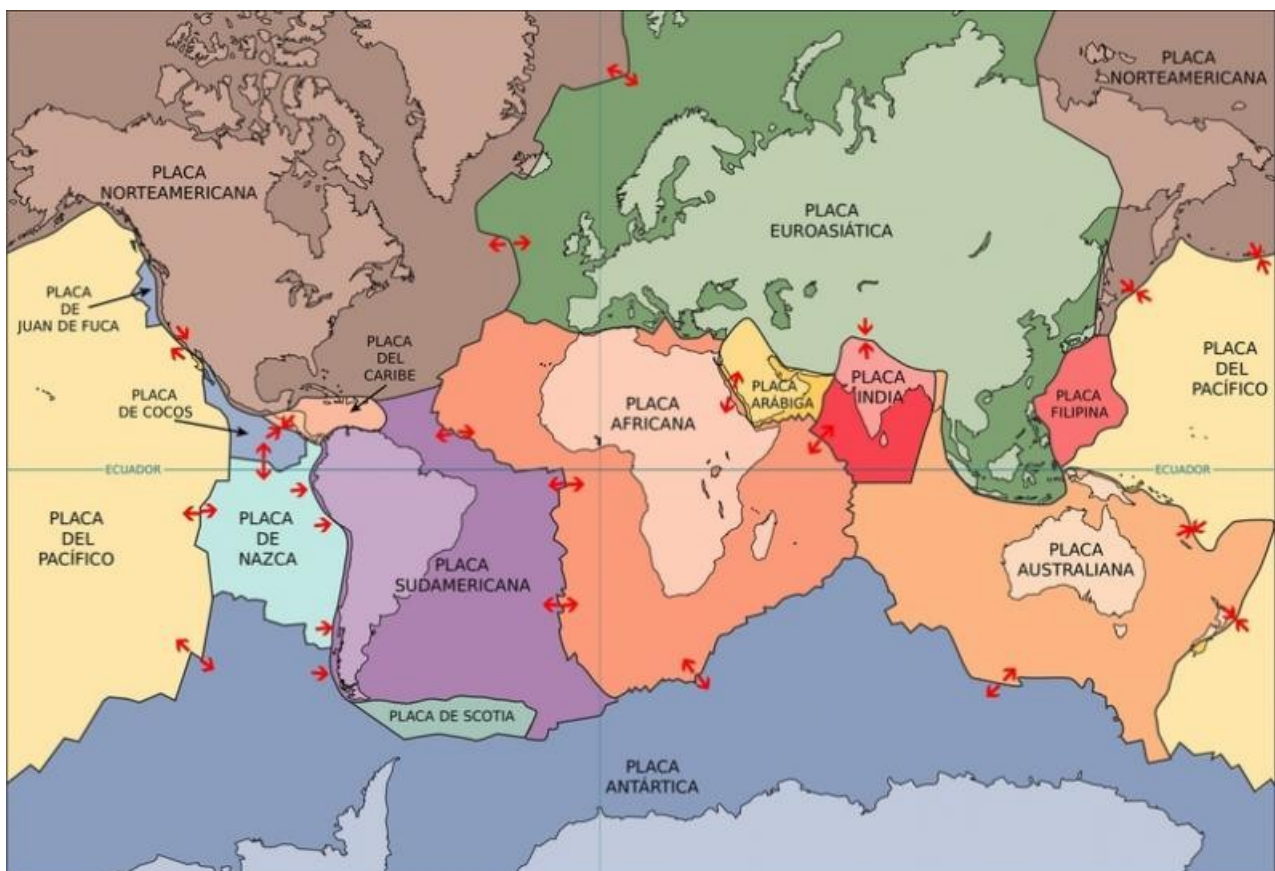 PLACA
NORTEAMERICANA
PLACA
NORTEAMERICANA
PLACA
EUROASIÁTICA
PLACA
DE
JUAN DE FUCA
PLACA
DEL
CARIBE
PLACA
DE COCOS
PLACA
AFRICANA
PLACA
ARÁBIGA
PLACA
INDIA
PLACA
FILIPINA
PLACA
DEL
PACÍFICO
ECUADOR
ECUADOR
PLACA
DEL
PACÍFICO
PLACA
DE
NAZCA
PLACA
SUDAMERICANA
PLACA
AUSTRALIANA
PLACA DE SCOTIA
PLACA
ANTÁRTICA